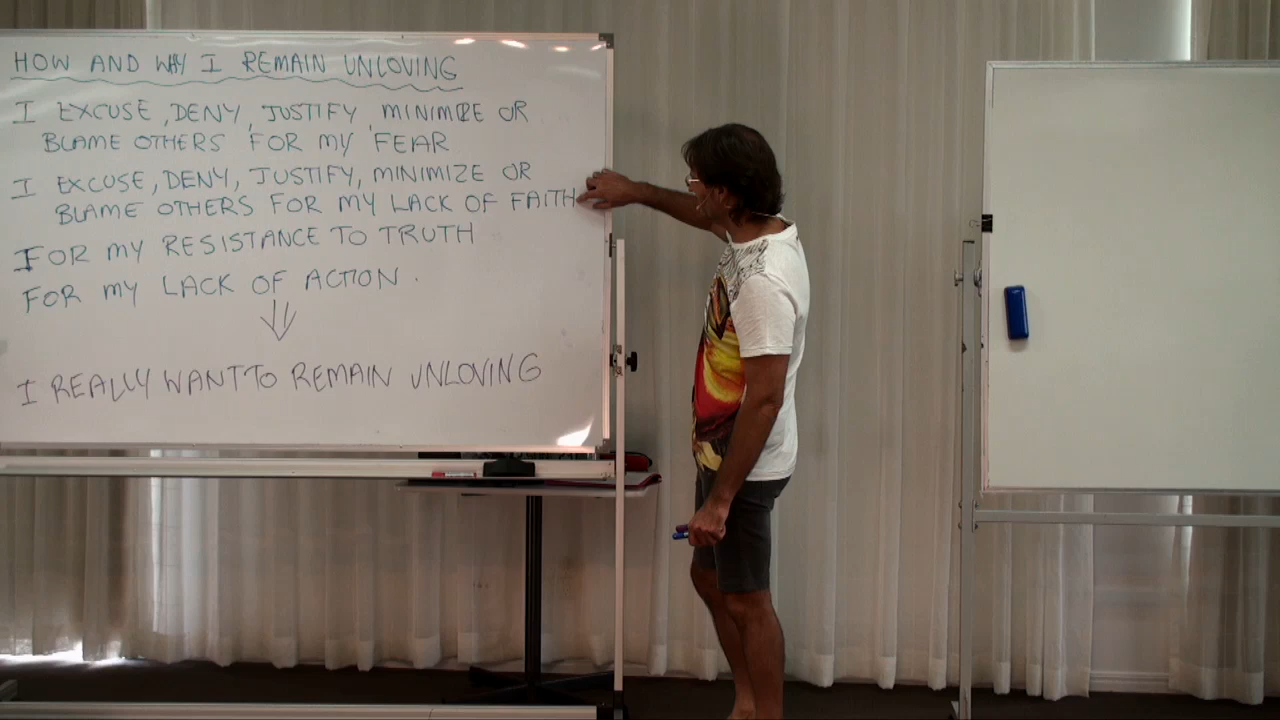 HOW AND WHY I REMAIN UNLOVING
I EXCUSE, DENY, JUSTIFY, MINIMIZE OR
BLAME OTHERS FOR MY FEAR
I EXCUSE, DENY, JUSTIFY, MINIMIZE OR
BLAME OTHERS FOR MY LACK OF FAITH
FOR MY RESISTANCE TO TRUTH
FOR MY LACK OF ACTION.
I REALLY WANT TO REMAIN UNLOVING